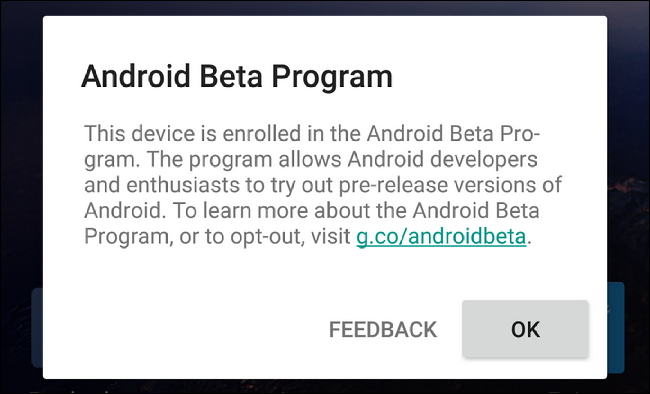 Android Beta Program
This device is enrolled in the Android Beta Pro-
gram. The program allows Android developers
and enthusiasts to try out pre-release versions of
Android. To learn more about the Android Beta
Program, or to opt-out, visit g.co/androidbeta.
FEEDBACK OK